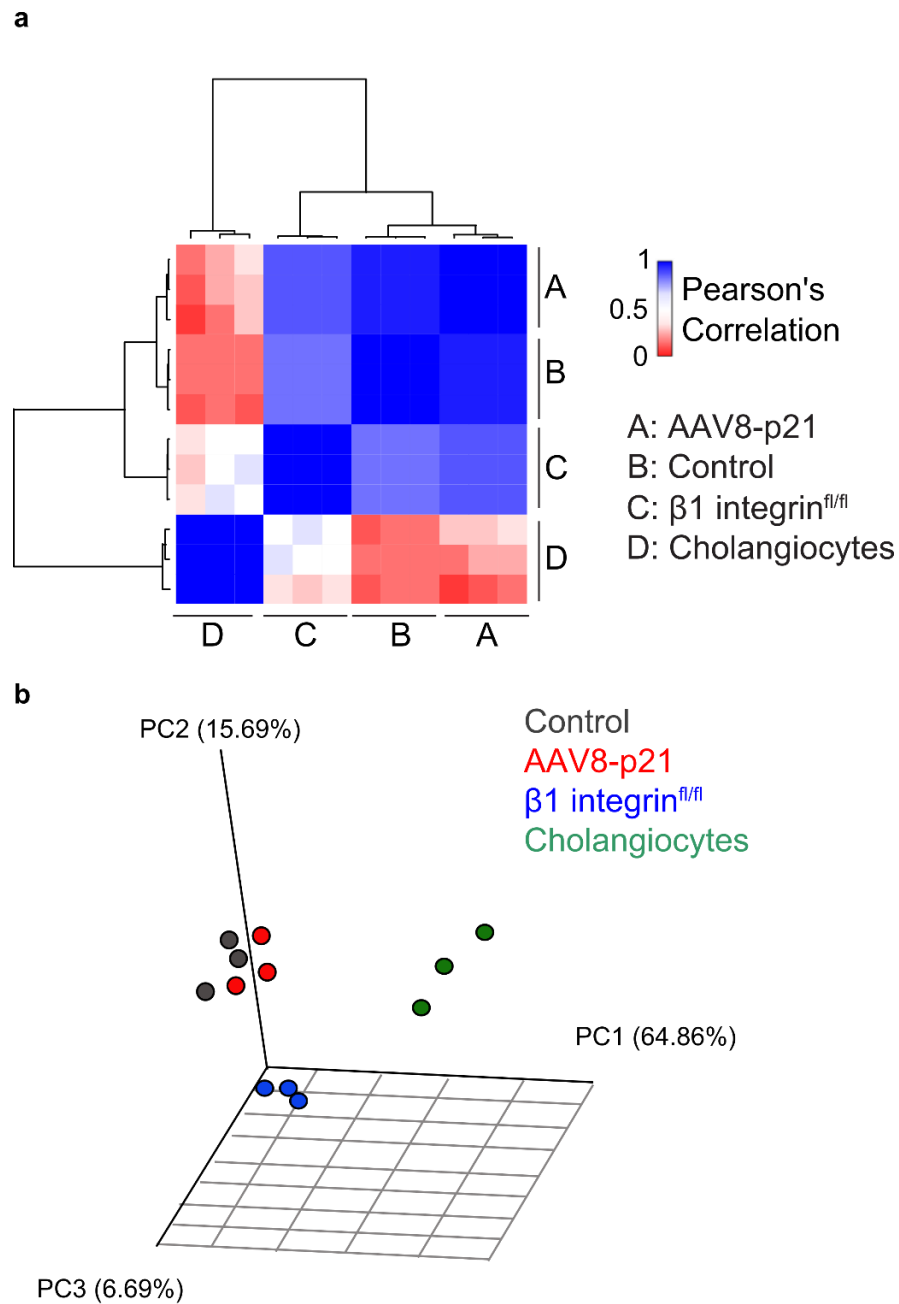 a
1
0.5
0
Pearson's
Correlation
A
B
C
D
A: AAV8-p21
B: Control
C: β1 integrinfl/fl
D: Cholangiocytes
D C B A
b
PC2 (15.69%)
Control
AAV8-p21
β1 integrinfl/fl
Cholangiocytes
PC1 (64.86%)
PC3 (6.69%)